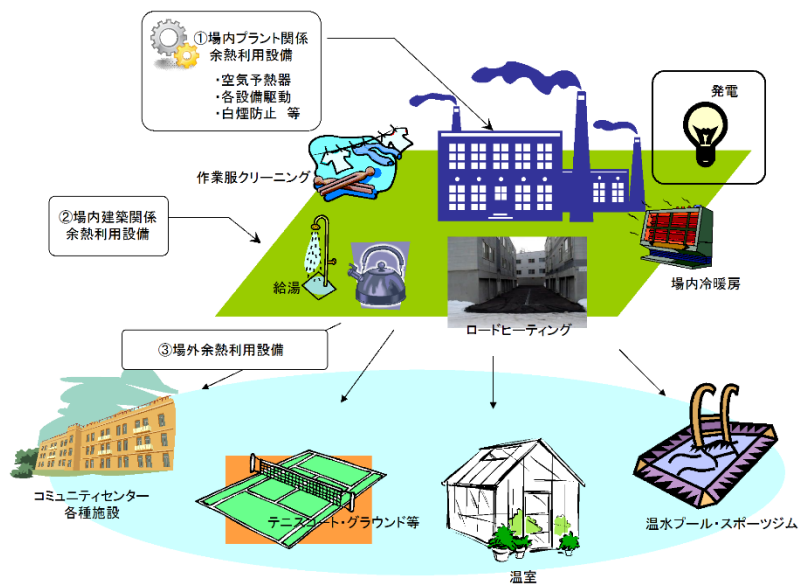 ①場内プラント関係
余熱利用設備
・空気予熱器
・各設備駆動
・白煙防止 等
発電
作業服クリーニング
②場内建築関係
余熱利用設備
給湯
ロードヒーティング
場内冷暖房
③場外余熱利用設備
コミュニティセンター
各種施設
テニスコート・グラウンド等
温室
温水プール・スポーツジム